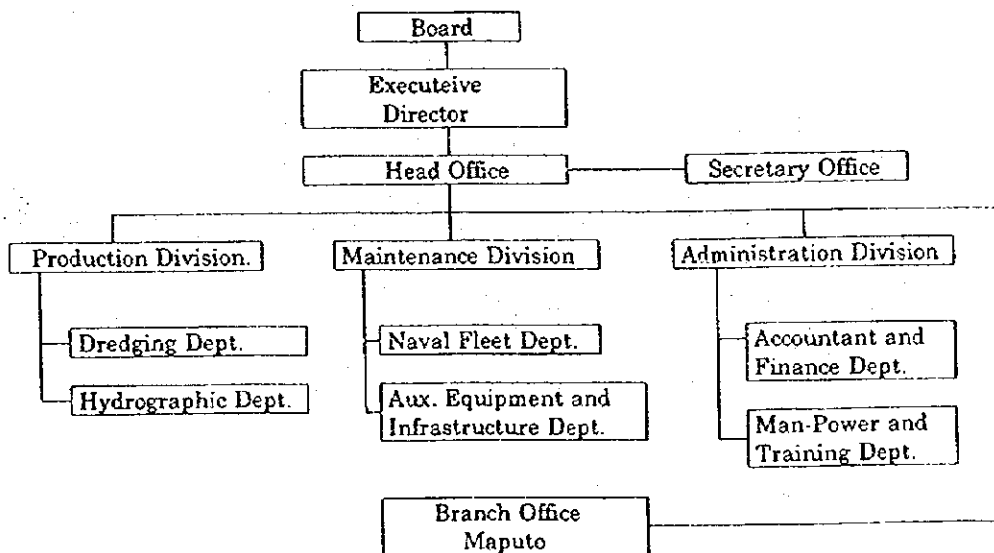 Board
Executeive
Director
Head Office
Secretary Office
Production Division.
Maintenance Division
Administration Division
Dredging Dept.
Hydrographic Dept.
Naval Fleet Dept.
Aux. Equipment and
Infrastructure Dept.
Accountant and
Finance Dept.
Man-Power and
Training Dept.
Branch Office
Maputo